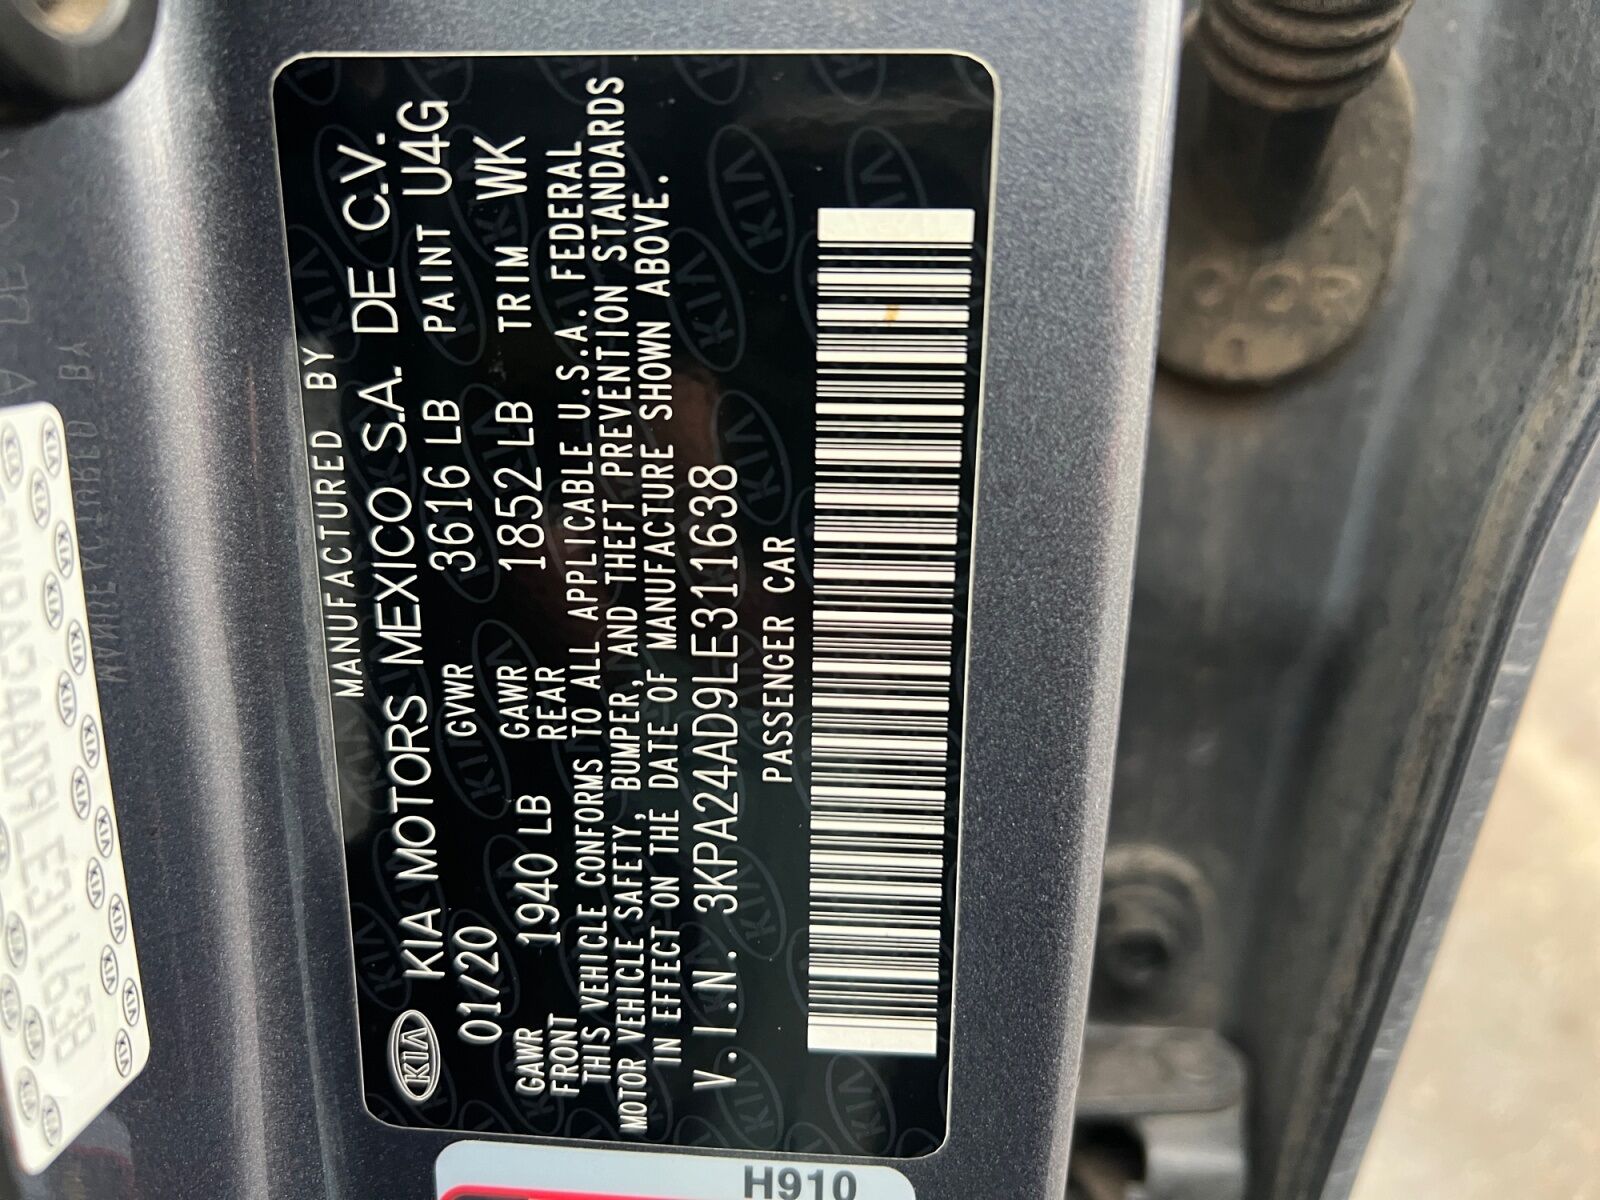 MANUFACTURED BY
KIA KIA MOTORS MEXICO S.A. DE C.V.
01/20 GVWR 3616 LB PAINT U4G
GAWR FRONT 1940 LB GAWR REAR 1852 LB TRIM WK
THIS VEHICLE CONFORMS TO ALL APPLICABLE U.S.A. FEDERAL
MOTOR VEHICLE SAFETY, BUMPER, AND THEFT PREVENTION STANDARDS
IN EFFECT ON THE DATE OF MANUFACTURE SHOWN ABOVE.
V.I.N. 3KPA24AD9LE311638
PASSENGER CAR
H910